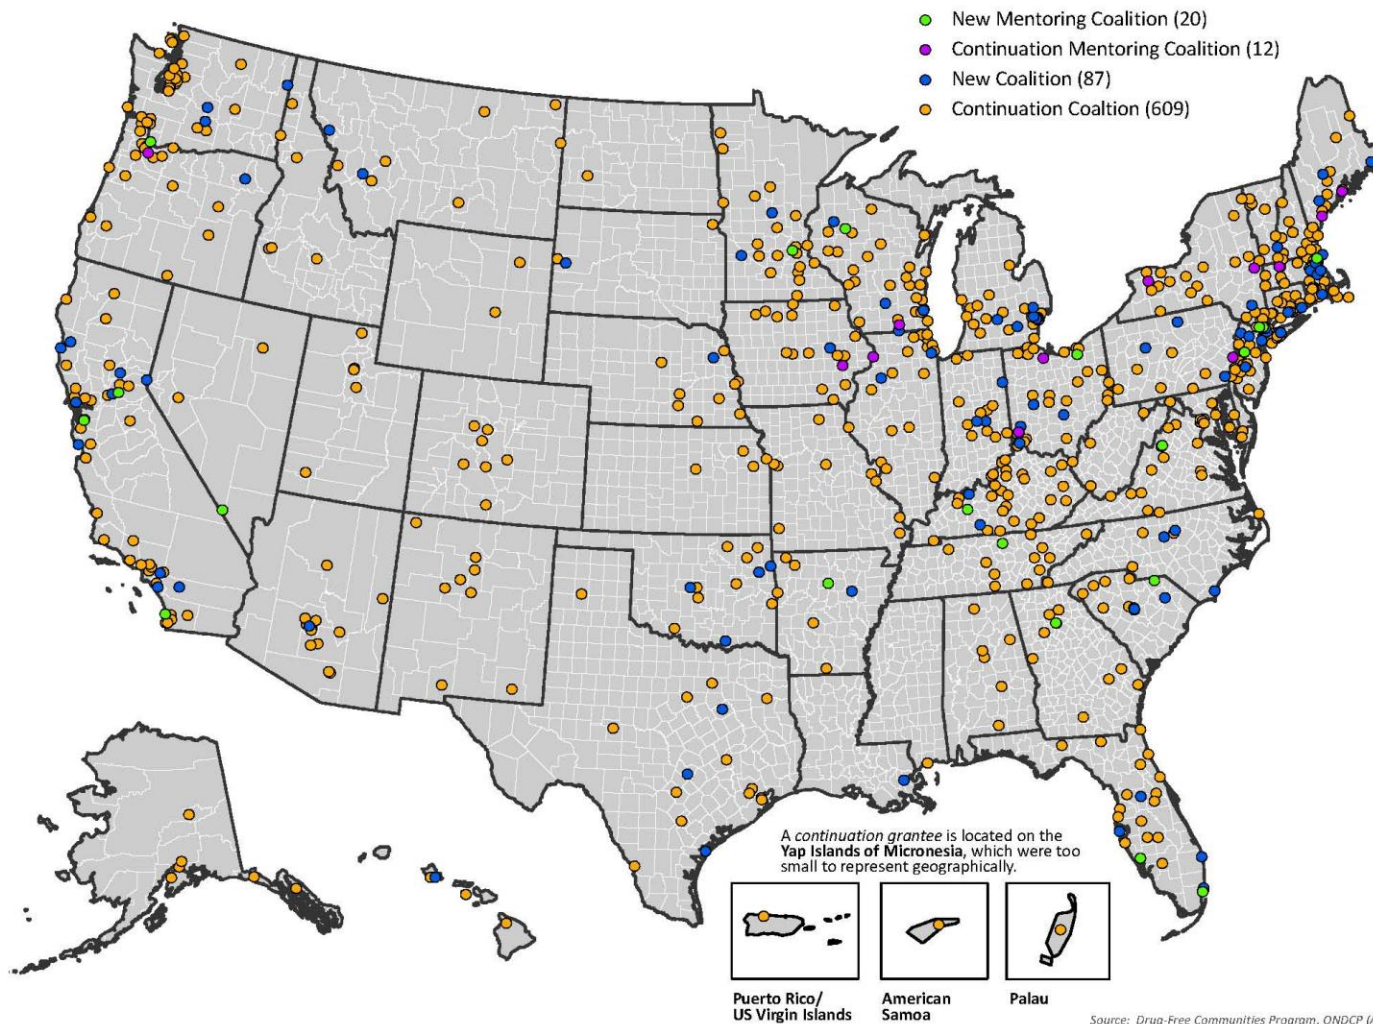 New Mentoring Coalition (20)
Continuation Mentoring Coalition (12)
New Coalition (87)
Continuation Coalition (609)
A continuation grantee is located on the
Yap Islands of Micronesia, which were too
small to represent geographically.
Puerto Rico/
US Virgin Islands
American
Samoa
Palau
Source: Drug-Free Communities Program, ONDCP (A